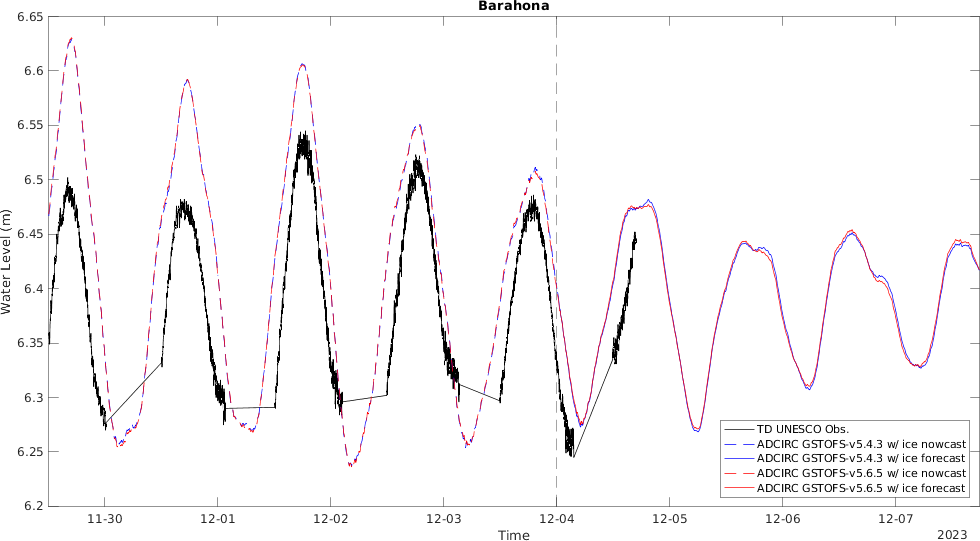 Barahona
6.65
6.6
6.55
6.5
6.45
6.4
6.35
6.3
6.25
6.2
Water Level (m)
11-30 12-01 12-02 12-03 12-04 12-05 12-06 12-07
Time
2023
TD UNESCO Obs.
ADCIRC GSTOFS-v5.4.3 w/ ice nowcast
ADCIRC GSTOFS-v5.4.3 w/ ice forecast
ADCIRC GSTOFS-v5.6.5 w/ ice nowcast
ADCIRC GSTOFS-v5.6.5 w/ ice forecast